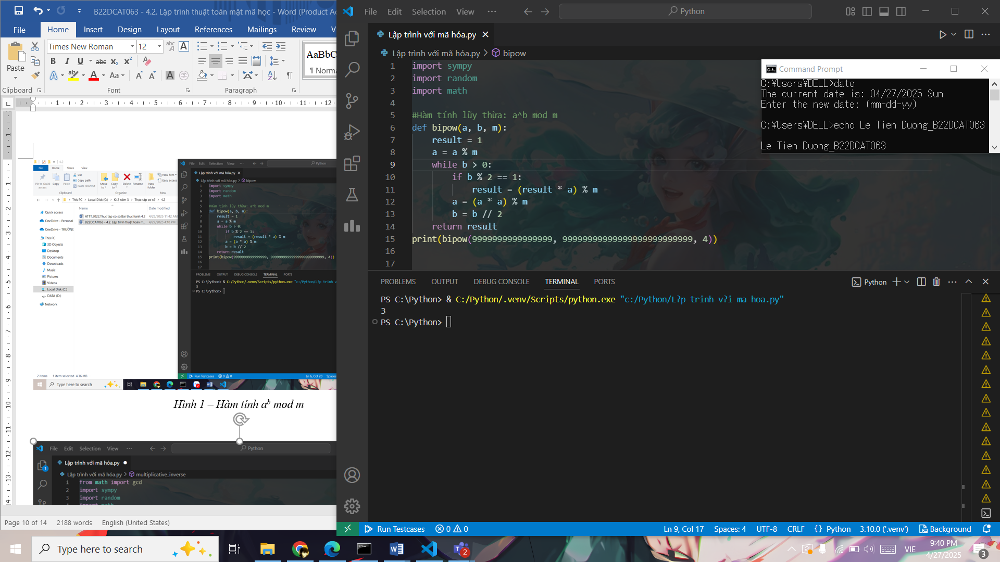 B22DCAT063 - 4.2. Lập trình thuật toán mật mã học - Word (Product Ac
File Home Insert Design Layout References Mailings Review V
Times New Roman 12
Paste
AaBbC
¶ Norma
Clipboard Font Paragraph
Hình 1 – Hàm tính aᵇ mod m
File Edit Selection View ··· Python
Lập trình với mã hóa.py
Lập trình với mã hóa.py > multiplicative_inverse
1 from math import gcd
2 import sympy
3 import random
Page 10 of 14 2188 words English (United States)
File Edit Selection View ··· Python
Lập trình với mã hóa.py
Lập trình với mã hóa.py > bipow
1 import sympy
2 import random
3 import math
4
5 #Hàm tính lũy thừa: a^b mod m
6 def bipow(a, b, m):
7 result = 1
8 a = a % m
9 while b > 0:
10 if b % 2 == 1:
11 result = (result * a) % m
12 a = (a * a) % m
13 b = b // 2
14 return result
15 print(bipow(9999999999999999, 99999999999999999999999999, 4))
16
17
Command Prompt
C:¥Users¥DELL>date
The current date is: 04/27/2025 Sun
Enter the new date: (mm-dd-yy)
C:¥Users¥DELL>echo Le Tien Duong_B22DCAT063
Le Tien Duong_B22DCAT063
PROBLEMS OUTPUT DEBUG CONSOLE TERMINAL PORTS
Python
PS C:\Python> & C:/Python/.venv/Scripts/python.exe "c:/Python/L?p trinh v?i ma hoa.py"
3
PS C:\Python>
Run Testcases 0 0
Ln 9, Col 17 Spaces: 4 UTF-8 CRLF {} Python 3.10.0 ('.venv') Background
Type here to search
2
VIE
9:40 PM
4/27/2025
3